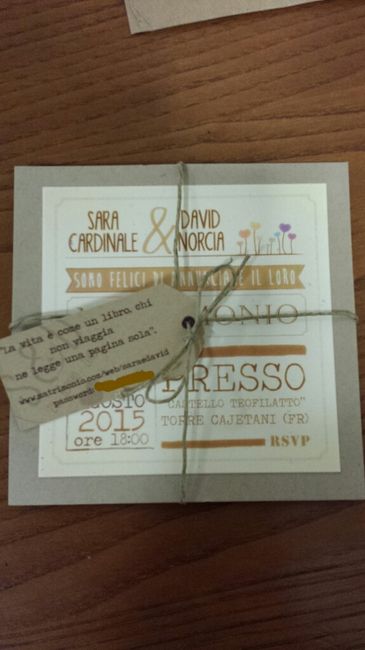 SARA CARDINALE & DAVID NORCIA
SONO FELICI DI ANNUNCIARE IL LORO
MONIO
"La vita è come un libro, chi
non viaggia
ne legge una pagina sola".
www.matrimonio.com/web/saraedavid
password:
PRESSO
"CASTELLO TEOFILATTO"
TORRE CAJETANI (FR)
2015
ore 18:00
RSVP